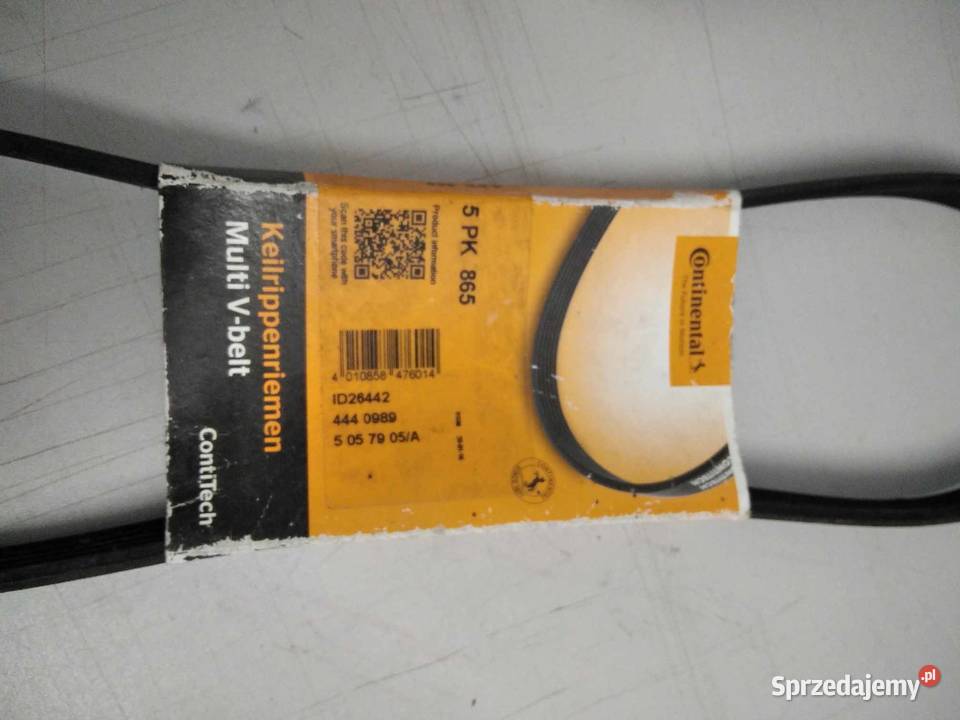 Keilrippenriemen
Multi V-belt
ContiTech
5 PK 865
Product information
Scan this code with
your smartphone
4 010858 476014
ID26442
444 0989
5 05 79 05/A
Continental
The Future in Motion
Sprzedajemy.pl